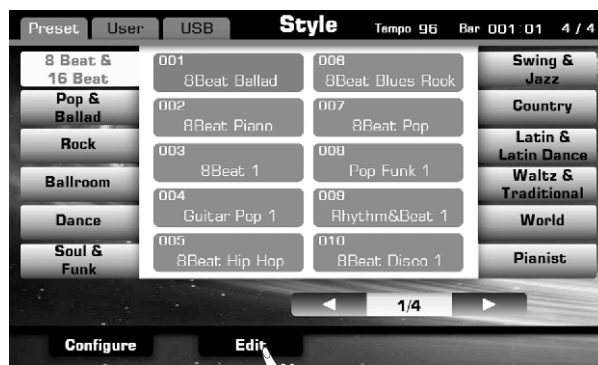 Preset User USB Style Tempo 96 Bar 001:01 4/4
8 Beat &
16 Beat
Pop &
Ballad
Rock
Ballroom
Dance
Soul &
Funk
001
8Beat Ballad
002
8Beat Piano
003
8Beat 1
004
Guitar Pop 1
005
8Beat Hip Hop
006
8Beat Blues Rock
007
8Beat Pop
008
Pop Funk 1
009
Rhythm&Beat 1
010
8Beat Disco 1
Swing &
Jazz
Country
Latin &
Latin Dance
Waltz &
Traditional
World
Pianist
1/4
Configure Edit